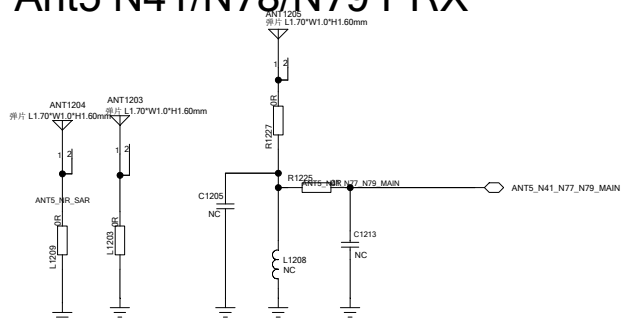 Ant5 N41/N78/N79 PRX
ANT1205
弹片 L1.70*W1.0*H1.60mm
1 2
0R
R1227
ANT1204
弹片 L1.70*W1.0*H1.60mm
1 2
ANT5_NR_SAR
0R
L1209
ANT1203
弹片 L1.70*W1.0*H1.60mm
1 2
0R
L1203
C1205
NC
R1225
0R
ANT5_N41_N77_N79_MAIN
ANT5_N41_N77_N79_MAIN
C1213
NC
L1208
NC